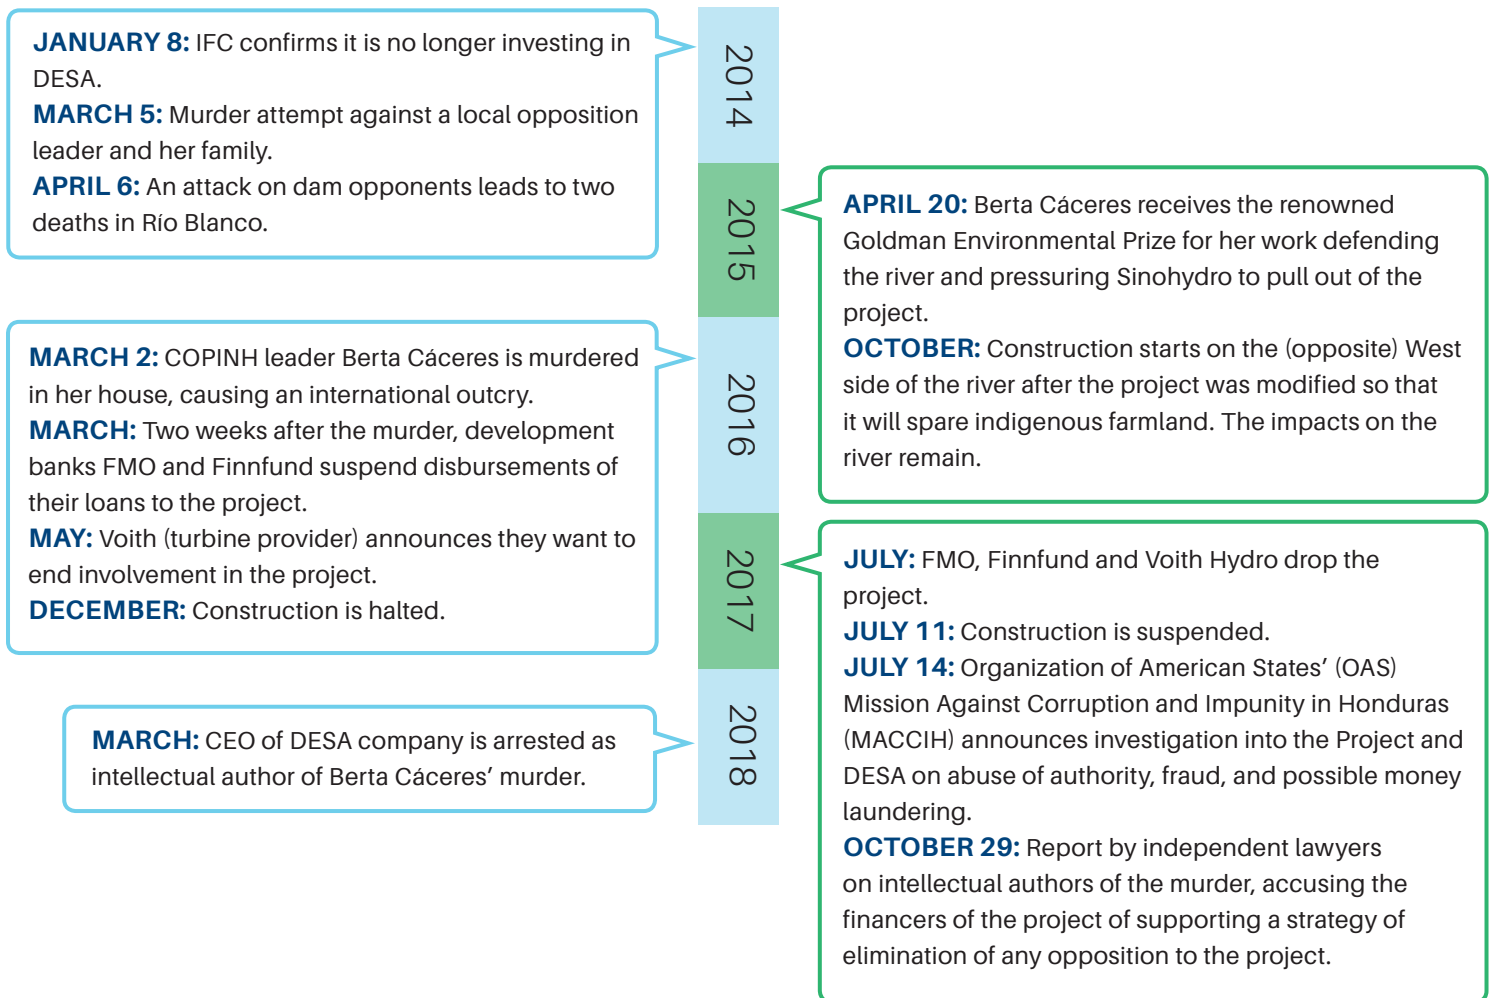 JANUARY 8: IFC confirms it is no longer investing in
DESA.
MARCH 5: Murder attempt against a local opposition
leader and her family.
APRIL 6: An attack on dam opponents leads to two
deaths in Río Blanco.
2014
2015
APRIL 20: Berta Cáceres receives the renowned
Goldman Environmental Prize for her work defending
the river and pressuring Sinohydro to pull out of the
project.
OCTOBER: Construction starts on the (opposite) West
side of the river after the project was modified so that
it will spare indigenous farmland. The impacts on the
river remain.
MARCH 2: COPINH leader Berta Cáceres is murdered
in her house, causing an international outcry.
MARCH: Two weeks after the murder, development
banks FMO and Finnfund suspend disbursements of
their loans to the project.
MAY: Voith (turbine provider) announces they want to
end involvement in the project.
DECEMBER: Construction is halted.
2016
2017
JULY: FMO, Finnfund and Voith Hydro drop the
project.
JULY 11: Construction is suspended.
JULY 14: Organization of American States’ (OAS)
Mission Against Corruption and Impunity in Honduras
(MACCIH) announces investigation into the Project and
DESA on abuse of authority, fraud, and possible money
laundering.
OCTOBER 29: Report by independent lawyers
on intellectual authors of the murder, accusing the
financers of the project of supporting a strategy of
elimination of any opposition to the project.
MARCH: CEO of DESA company is arrested as
intellectual author of Berta Cáceres’ murder.
2018